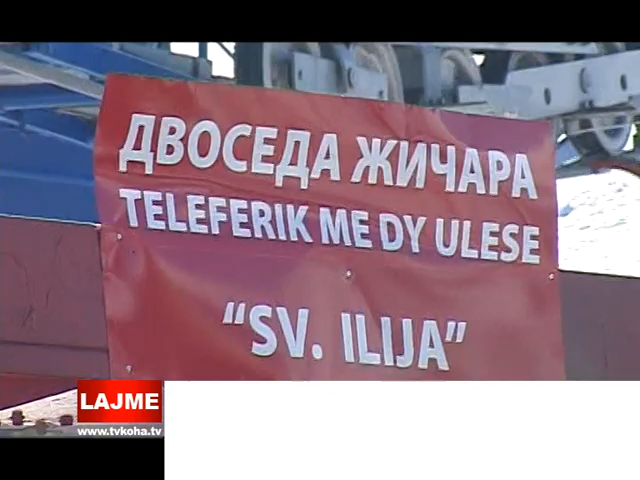 ДВОСЕДА ЖИЧАРА
TELEFERIK ME DY ULESE
"SV. ILIJA"
LAJME
www.tvkoha.tv